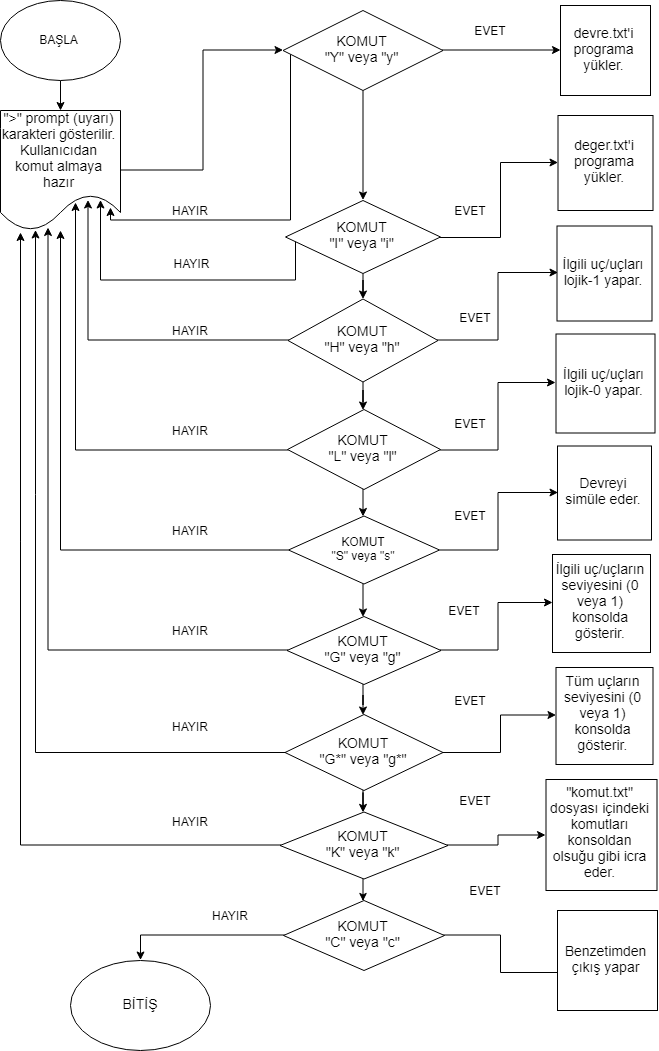 BAŞLA
">" prompt (uyarı)
karakteri gösterilir.
Kullanıcıdan
komut almaya
hazır
KOMUT
"Y" veya "y"
EVET
devre.txt'i
programa
yükler.
HAYIR
KOMUT
"I" veya "i"
EVET
deger.txt'i
programa
yükler.
HAYIR
KOMUT
"H" veya "h"
EVET
İlgili uç/uçları
lojik-1 yapar.
HAYIR
KOMUT
"L" veya "l"
EVET
İlgili uç/uçları
lojik-0 yapar.
HAYIR
KOMUT
"S" veya "s"
EVET
Devreyi
simüle eder.
HAYIR
KOMUT
"G" veya "g"
EVET
İlgili uç/uçların
seviyesini (0
veya 1)
konsolda
gösterir.
HAYIR
KOMUT
"G*" veya "g*"
EVET
Tüm uçların
seviyesini (0
veya 1)
konsolda
gösterir.
HAYIR
KOMUT
"K" veya "k"
EVET
"komut.txt"
dosyası içindeki
komutları
konsoldan
olsuğu gibi icra
eder.
HAYIR
KOMUT
"C" veya "c"
EVET
Benzetimden
çıkış yapar
HAYIR
BİTİŞ